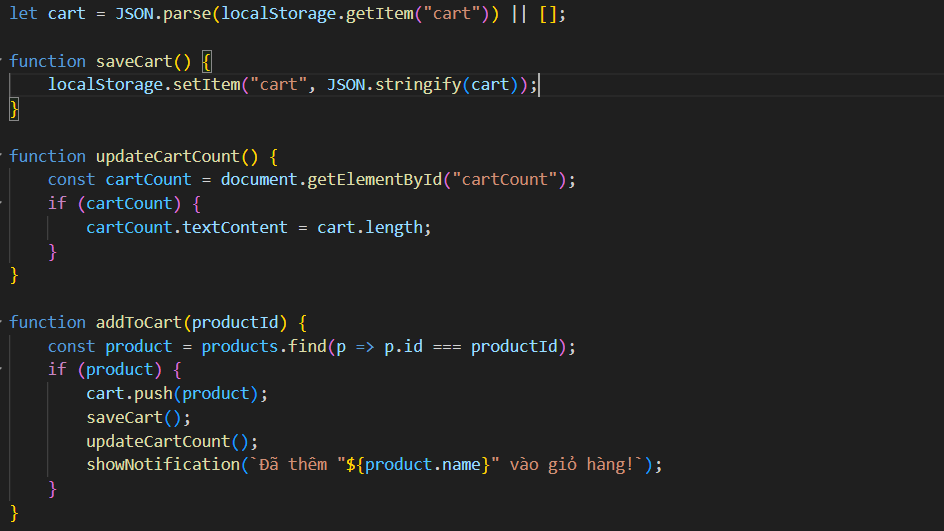 let cart = JSON.parse(localStorage.getItem("cart")) || [];
function saveCart() {
localStorage.setItem("cart", JSON.stringify(cart));
}
function updateCartCount() {
const cartCount = document.getElementById("cartCount");
if (cartCount) {
cartCount.textContent = cart.length;
}
}
function addToCart(productId) {
const product = products.find(p => p.id === productId);
if (product) {
cart.push(product);
saveCart();
updateCartCount();
showNotification(`Đã thêm "${product.name}" vào giỏ hàng!`);
}
}